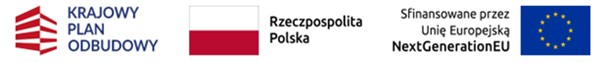 KRAJOWY
PLAN
ODBUDOWY
Rzeczpospolita
Polska
Sfinansowane przez
Unię Europejską
NextGenerationEU